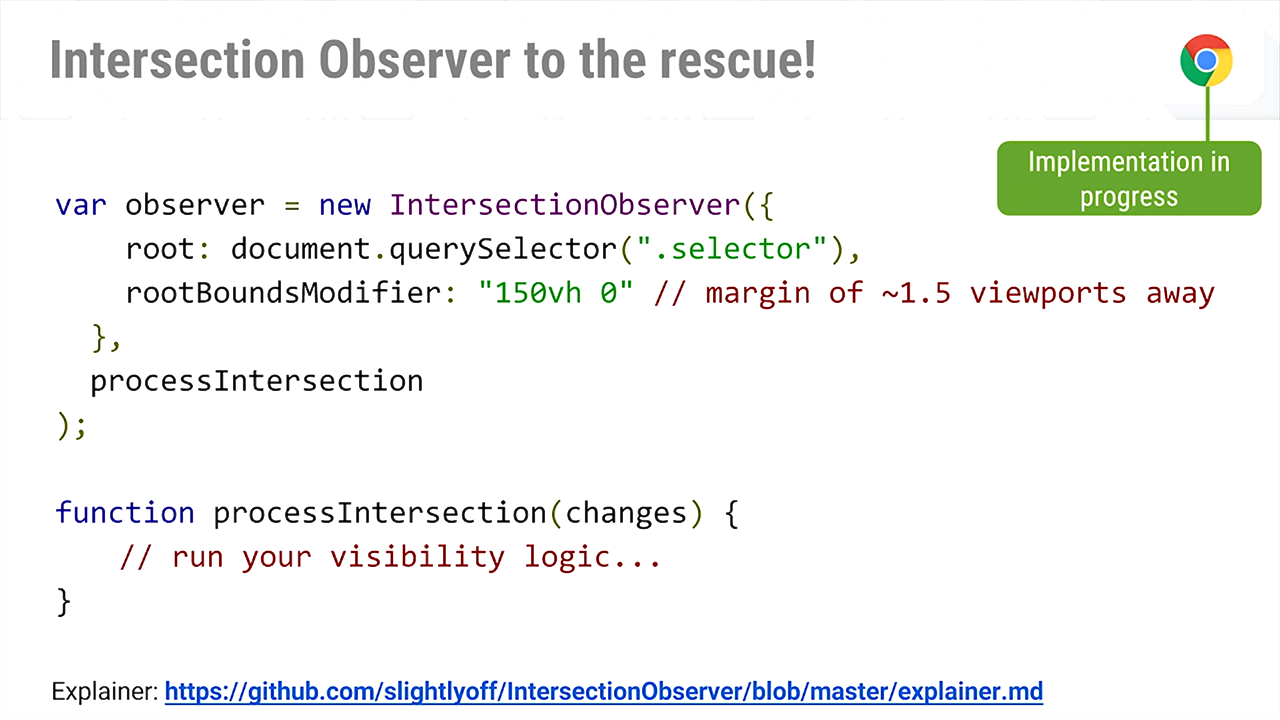 Intersection Observer to the rescue!
Implementation in
progress
var observer = new IntersectionObserver({
    root: document.querySelector(".selector"),
    rootBoundsModifier: "150vh 0" // margin of ~1.5 viewports away
  },
  processIntersection
);
function processIntersection(changes) {
    // run your visibility logic...
}
Explainer: https://github.com/slightlyoff/IntersectionObserver/blob/master/explainer.md